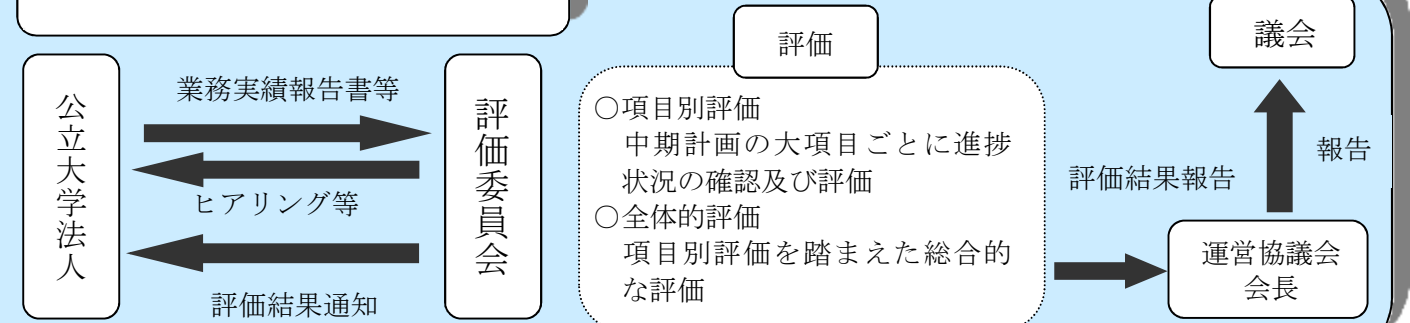 公立大学法人
業務実績報告書等
ヒアリング等
評価結果通知
評価委員会
評価
○項目別評価
中期計画の大項目ごとに進捗
状況の確認及び評価
○全体的評価
項目別評価を踏まえた総合的
な評価
評価結果報告
議会
報告
運営協議会
会長